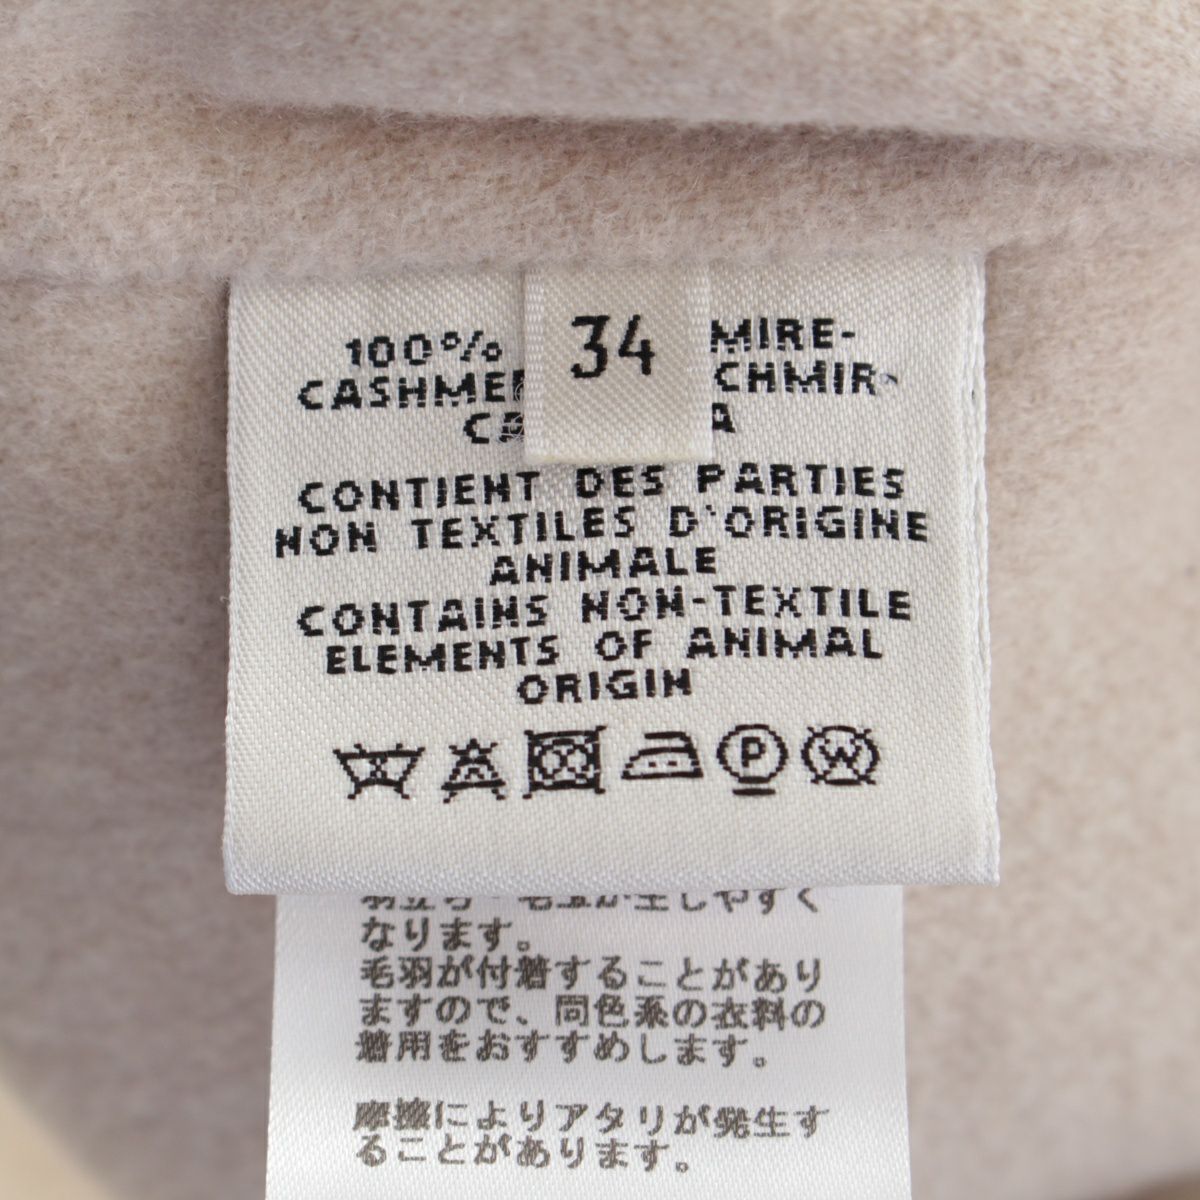 34
100% MIRE-
CHMIR-
CONTIENT DES PARTIES
NON TEXTILES D'ORIGINE
ANIMALE
CONTAINS NON-TEXTILE
ELEMENTS OF ANIMAL
ORIGIN
P W
なります。
毛羽が付着することがあり
ますので、同色系の衣料の
着用をおすすめします。
摩擦によりアタリが発生す
ることがあります。